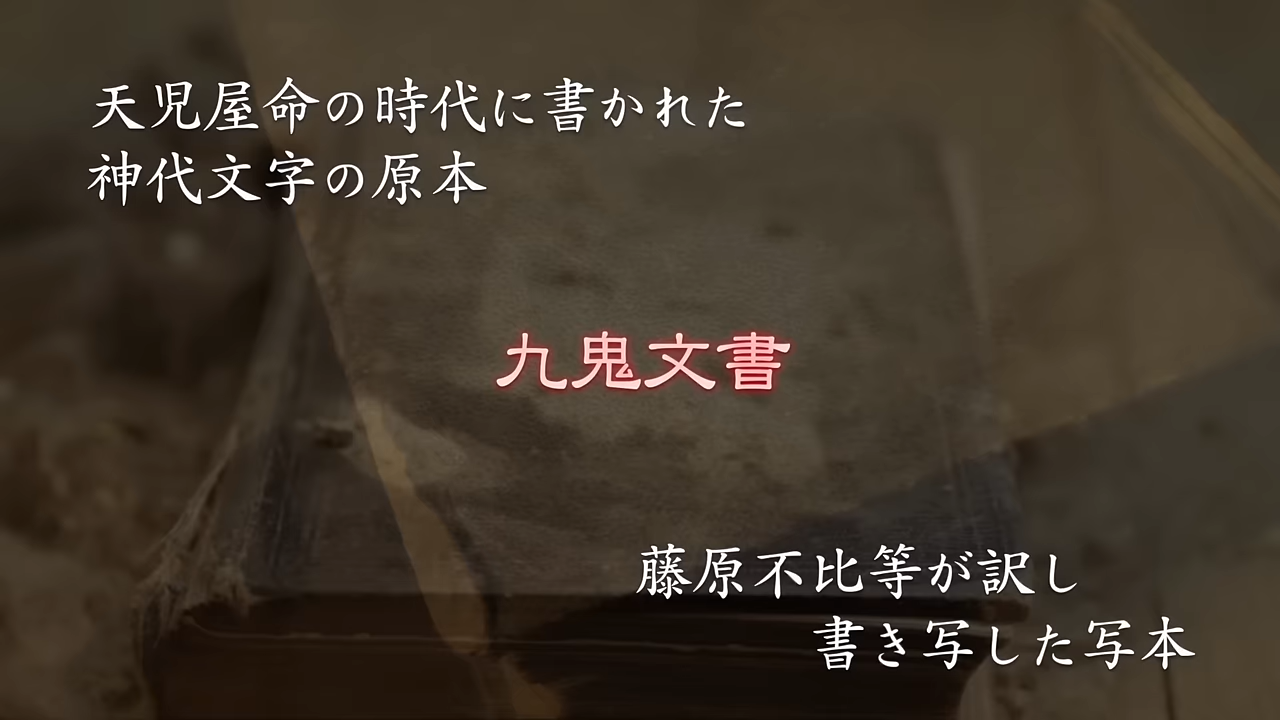 天児屋命の時代に書かれた
神代文字の原本
九鬼文書
藤原不比等が訳し
書き写した写本